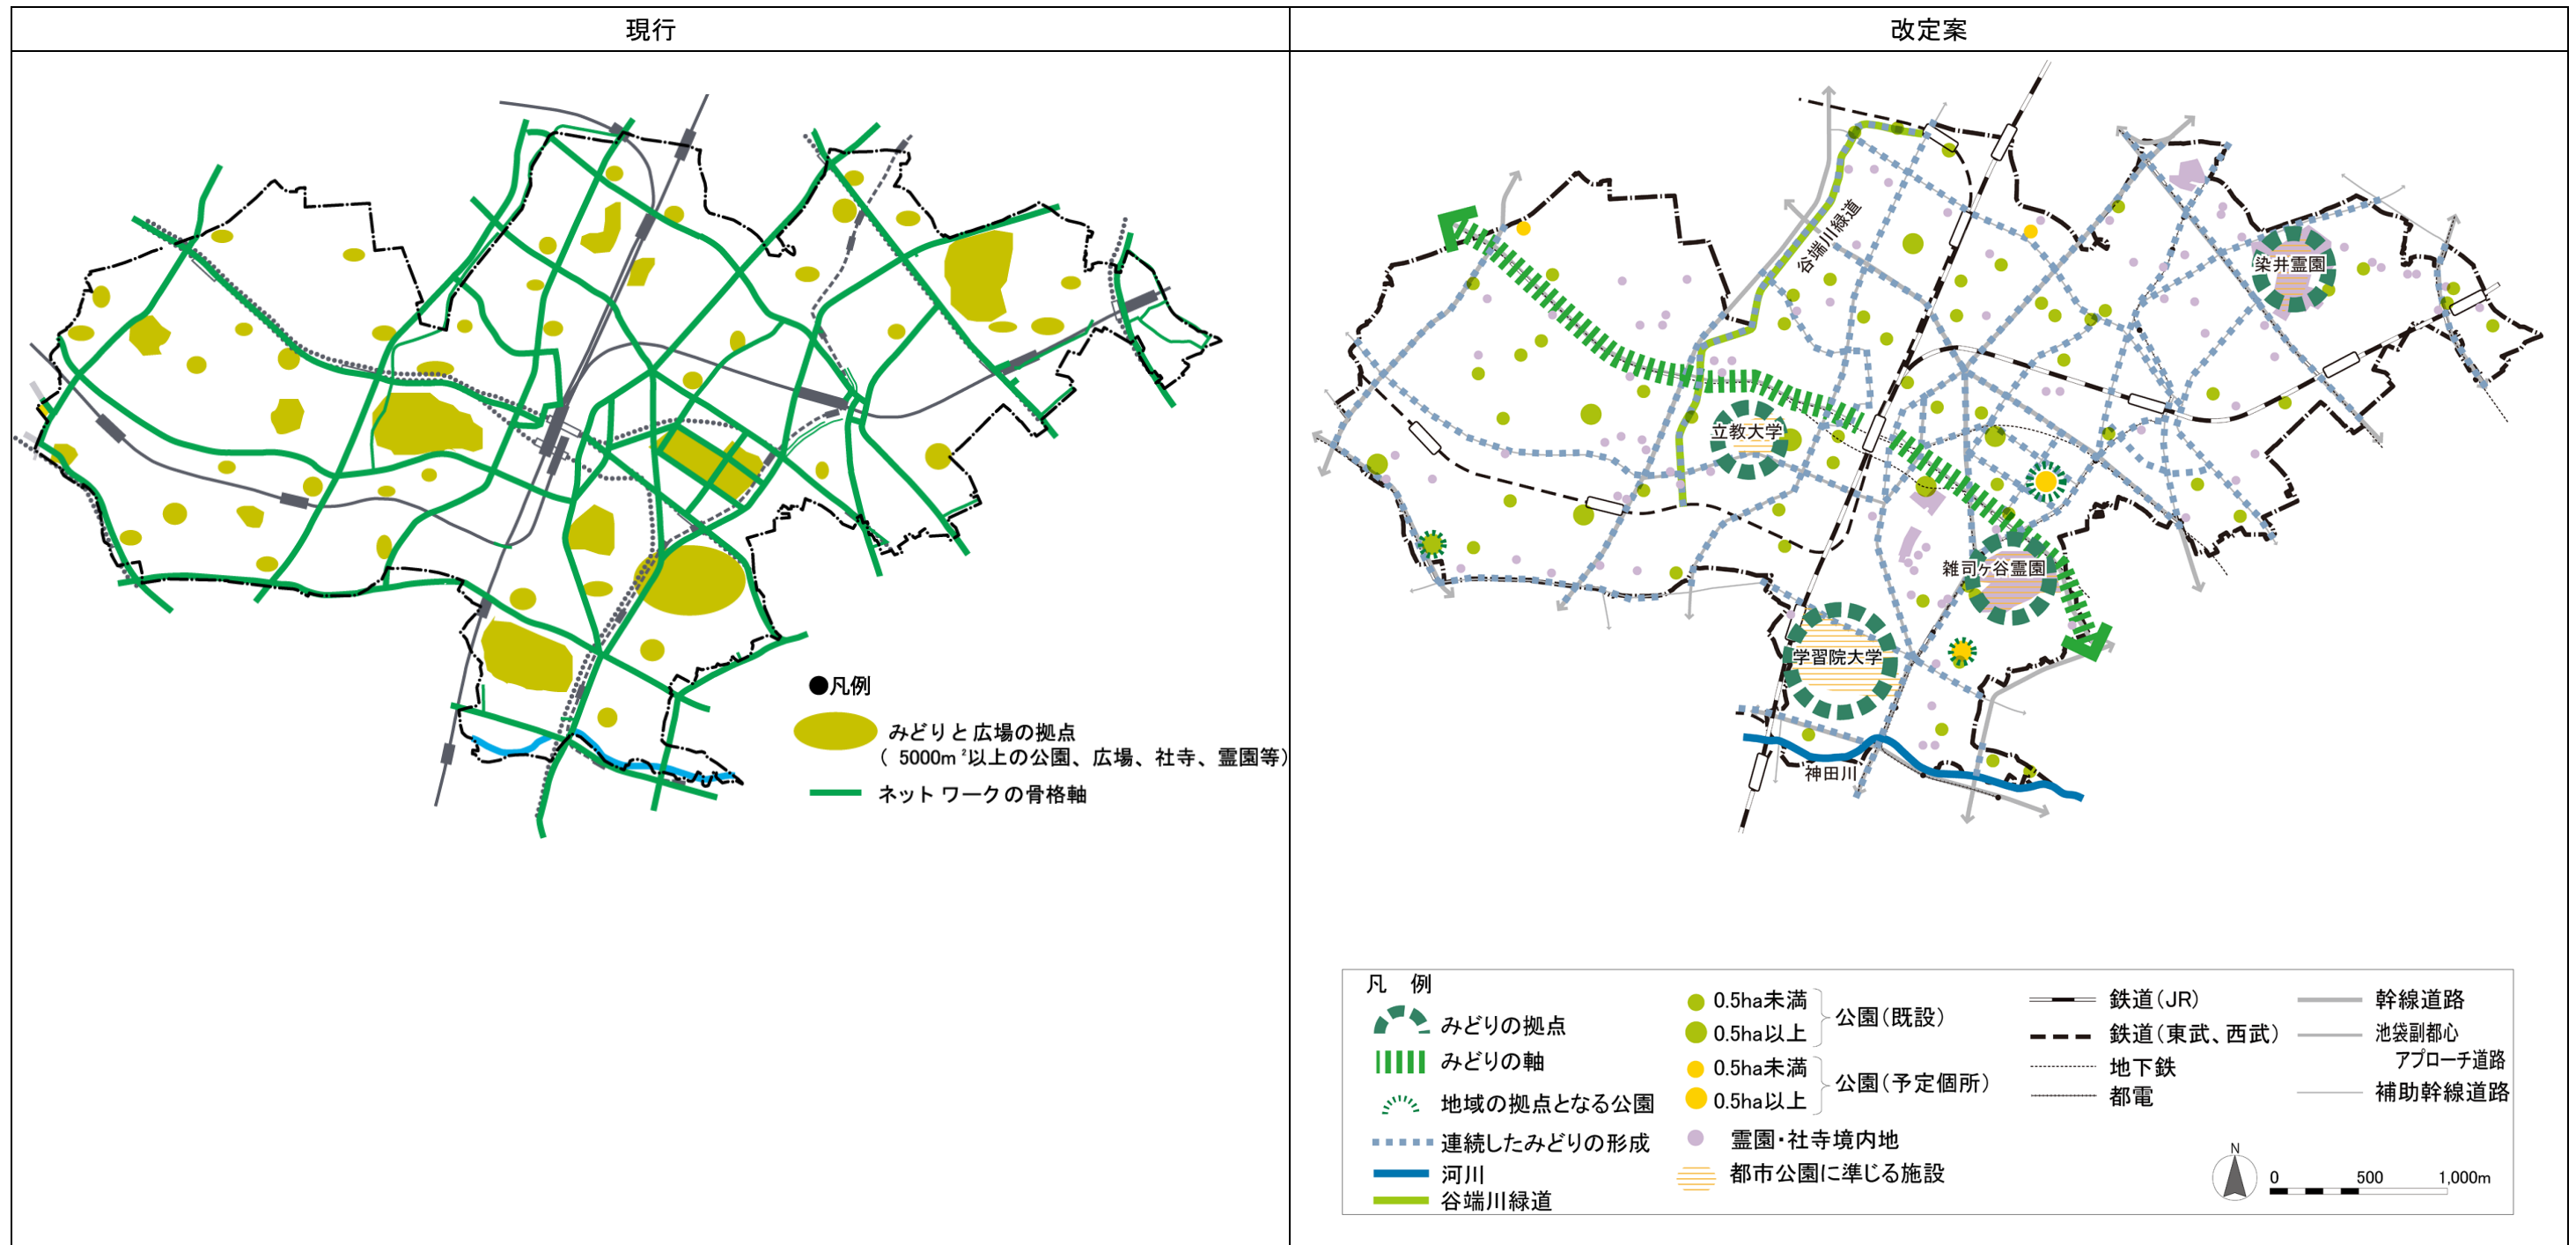 現行
改定案
●凡例
みどりと広場の拠点
( 5000m²以上の公園、広場、社寺、霊園等)
ネットワークの骨格軸
谷端川緑道
染井霊園
立教大学
雑司ヶ谷霊園
学習院大学
神田川
凡 例
みどりの拠点
みどりの軸
地域の拠点となる公園
連続したみどりの形成
河川
谷端川緑道
0.5ha未満
0.5ha以上
公園(既設)
0.5ha未満
0.5ha以上
公園(予定個所)
霊園・社寺境内地
都市公園に準じる施設
鉄道(JR)
鉄道(東武、西武)
地下鉄
都電
幹線道路
池袋副都心
アプローチ道路
補助幹線道路
N
0 500 1,000m